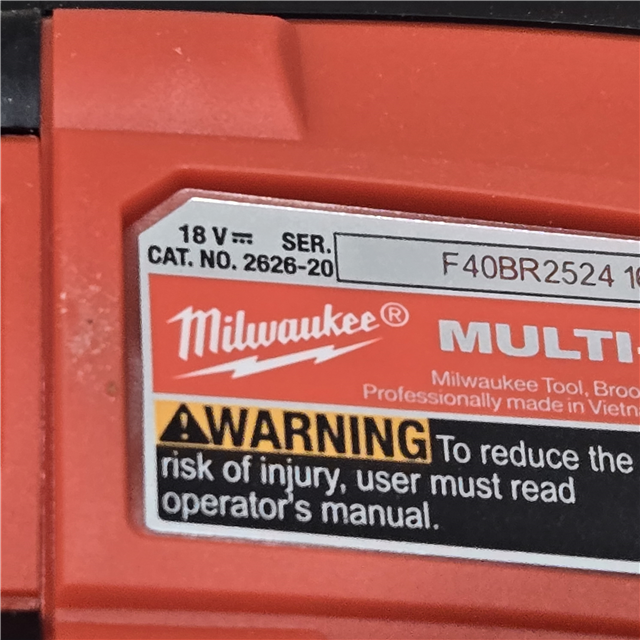 18 V⎓ SER. F40BR2524 16
CAT. NO. 2626-20
Milwaukee®
MULTI-
Milwaukee Tool, Broo
Professionally made in Vietna
⚠WARNING To reduce the
risk of injury, user must read
operator's manual.